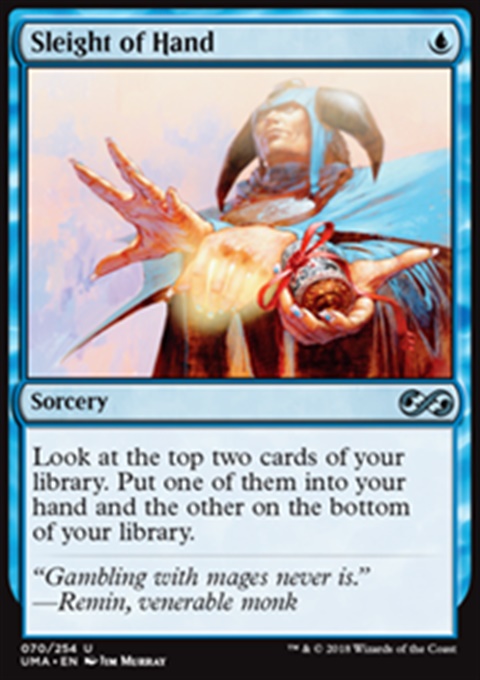 Sleight of Hand
Sorcery
Look at the top two cards of your
library. Put one of them into your
hand and the other on the bottom
of your library.
“Gambling with mages never is.”
—Remin, venerable monk
070/254 U
™ & © 2018 Wizards of the Coast
UMA • EN Jim Murray